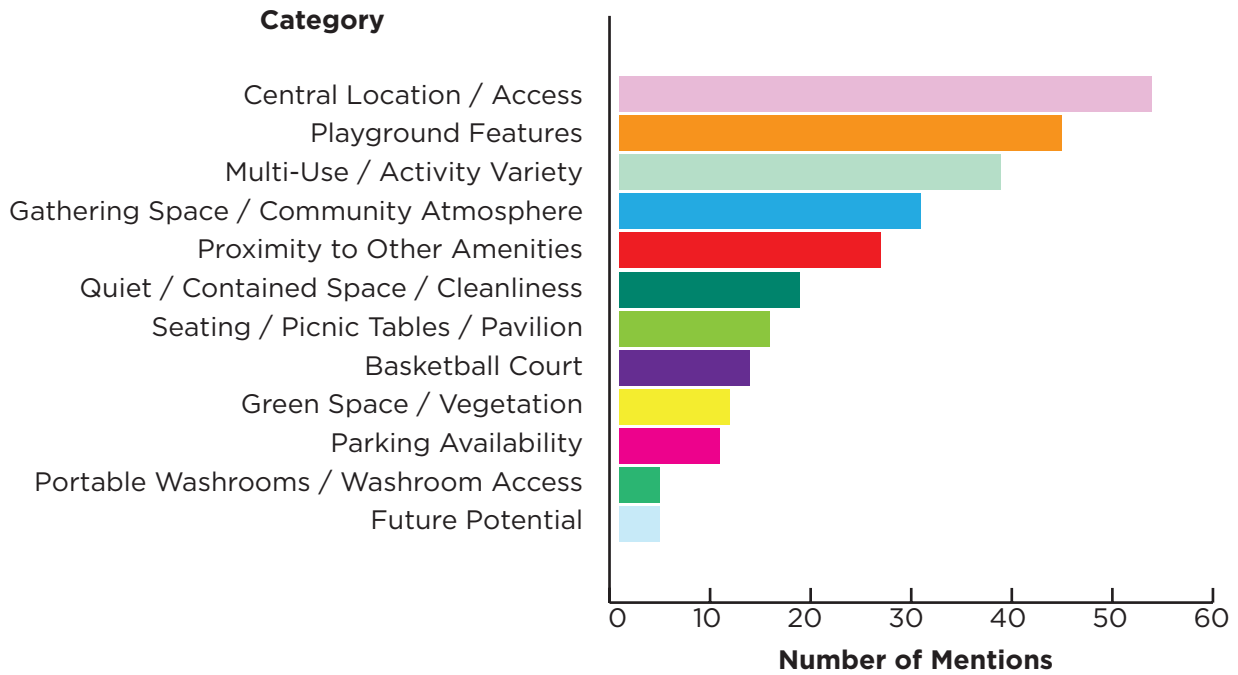 Category
Central Location / Access
Playground Features
Multi-Use / Activity Variety
Gathering Space / Community Atmosphere
Proximity to Other Amenities
Quiet / Contained Space / Cleanliness
Seating / Picnic Tables / Pavilion
Basketball Court
Green Space / Vegetation
Parking Availability
Portable Washrooms / Washroom Access
Future Potential
0 10 20 30 40 50 60
Number of Mentions